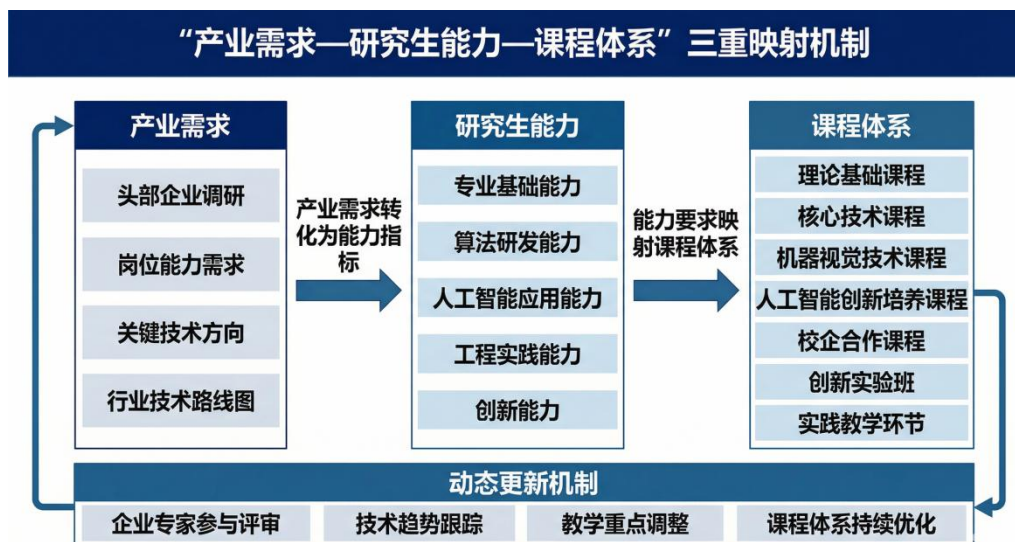 “产业需求—研究生能力—课程体系”三重映射机制
产业需求
头部企业调研
岗位能力需求
关键技术方向
行业技术路线图
产业需求转
化为能力指
标
研究生能力
专业基础能力
算法研发能力
人工智能应用能力
工程实践能力
创新能力
能力要求映
射课程体系
课程体系
理论基础课程
核心技术课程
机器视觉技术课程
人工智能创新培养课程
校企合作课程
创新实验班
实践教学环节
动态更新机制
企业专家参与评审
技术趋势跟踪
教学重点调整
课程体系持续优化